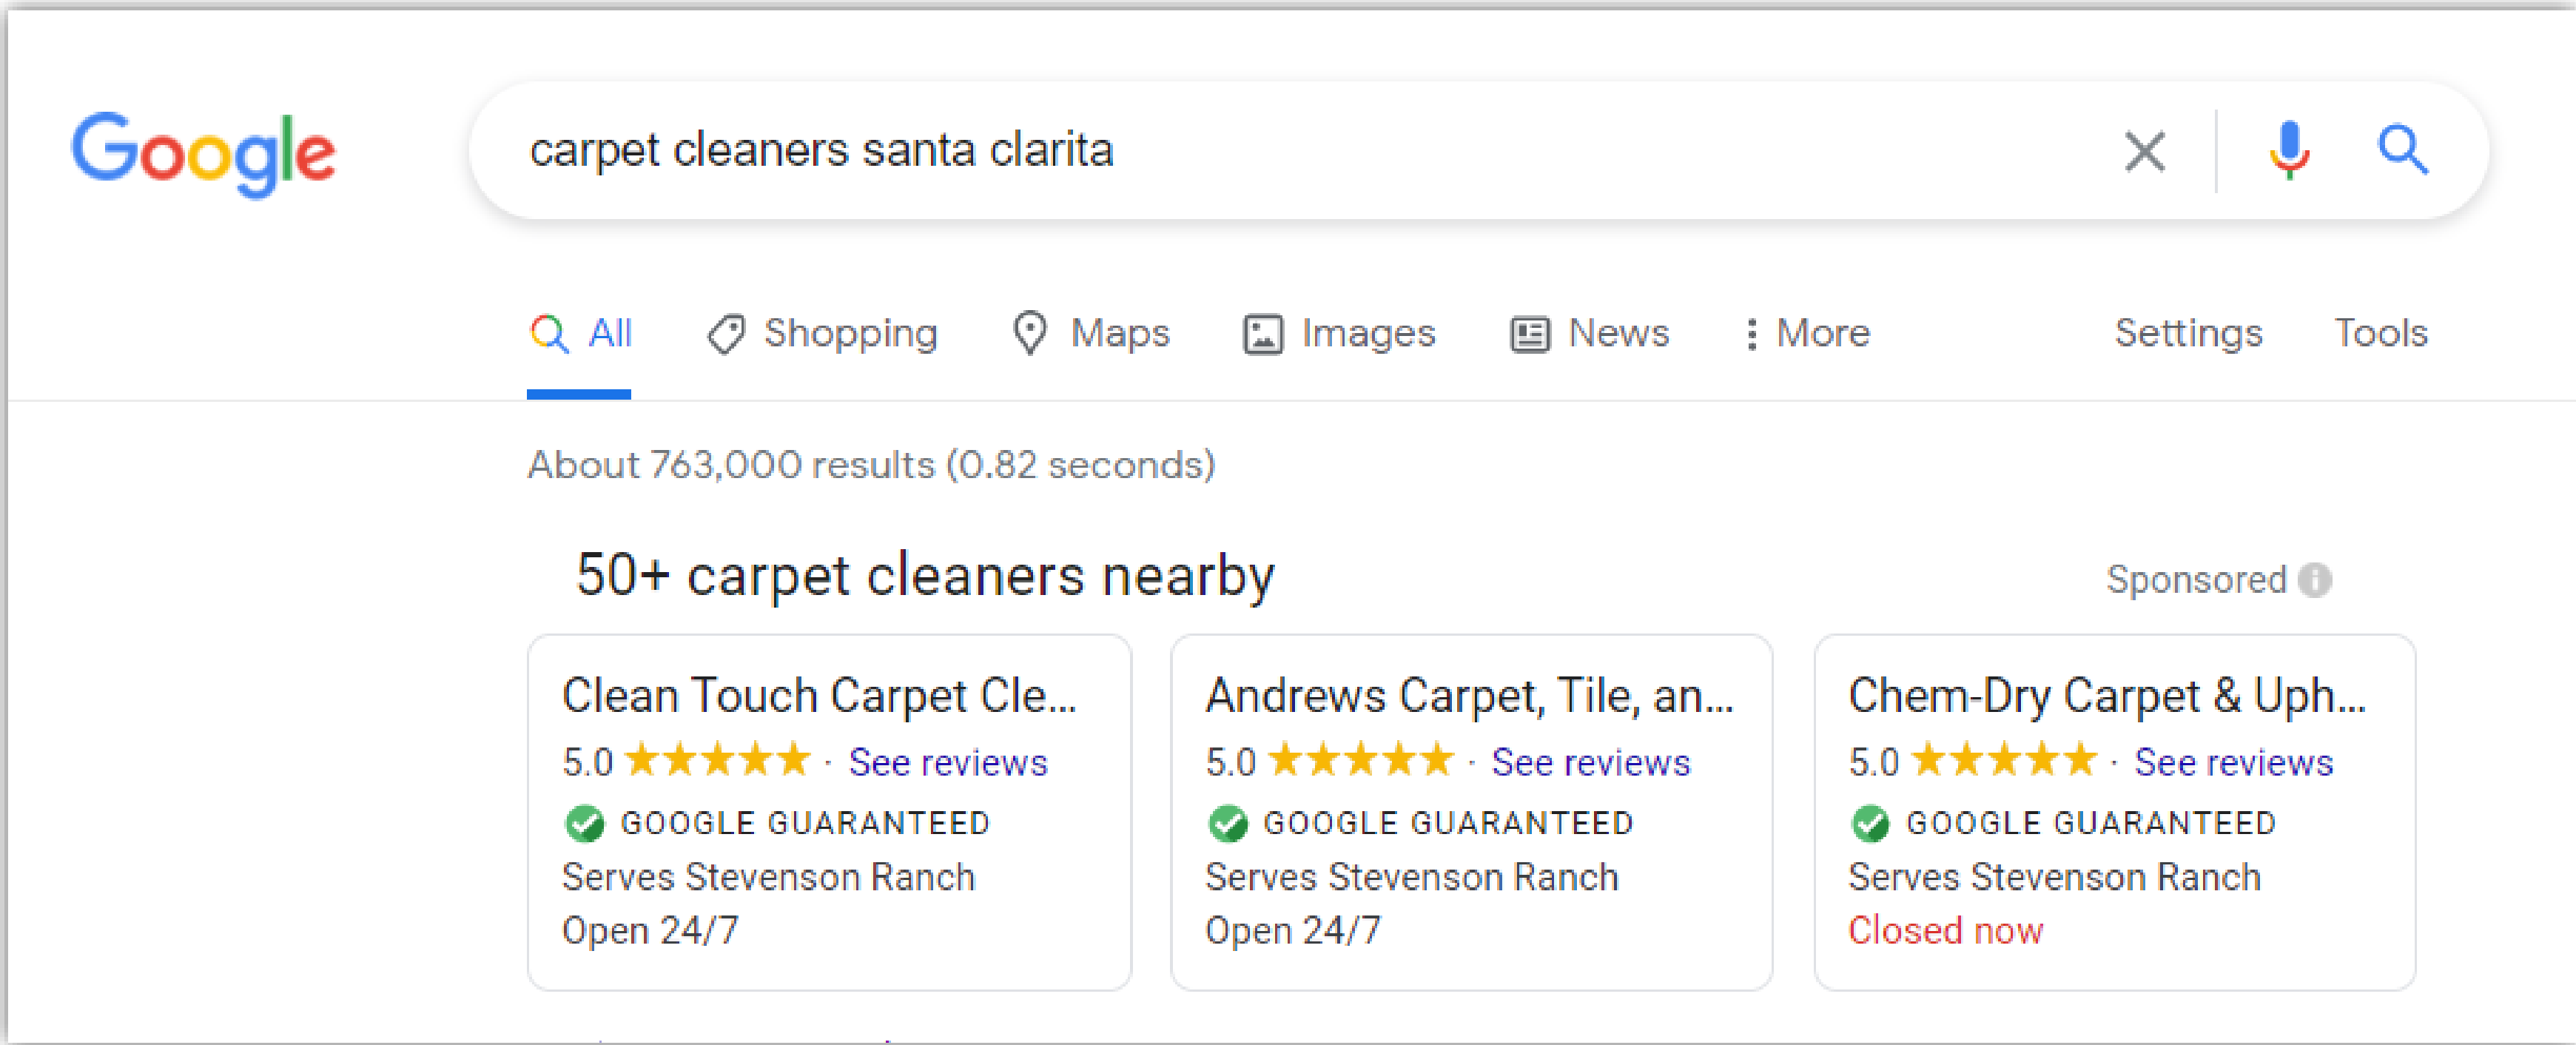 Google
carpet cleaners santa clarita
All Shopping Maps Images News More Settings Tools
About 763,000 results (0.82 seconds)
50+ carpet cleaners nearby
Sponsored
Clean Touch Carpet Cle...
5.0 · See reviews
GOOGLE GUARANTEED
Serves Stevenson Ranch
Open 24/7
Andrews Carpet, Tile, an...
5.0 · See reviews
GOOGLE GUARANTEED
Serves Stevenson Ranch
Open 24/7
Chem-Dry Carpet & Uph...
5.0 · See reviews
GOOGLE GUARANTEED
Serves Stevenson Ranch
Closed now